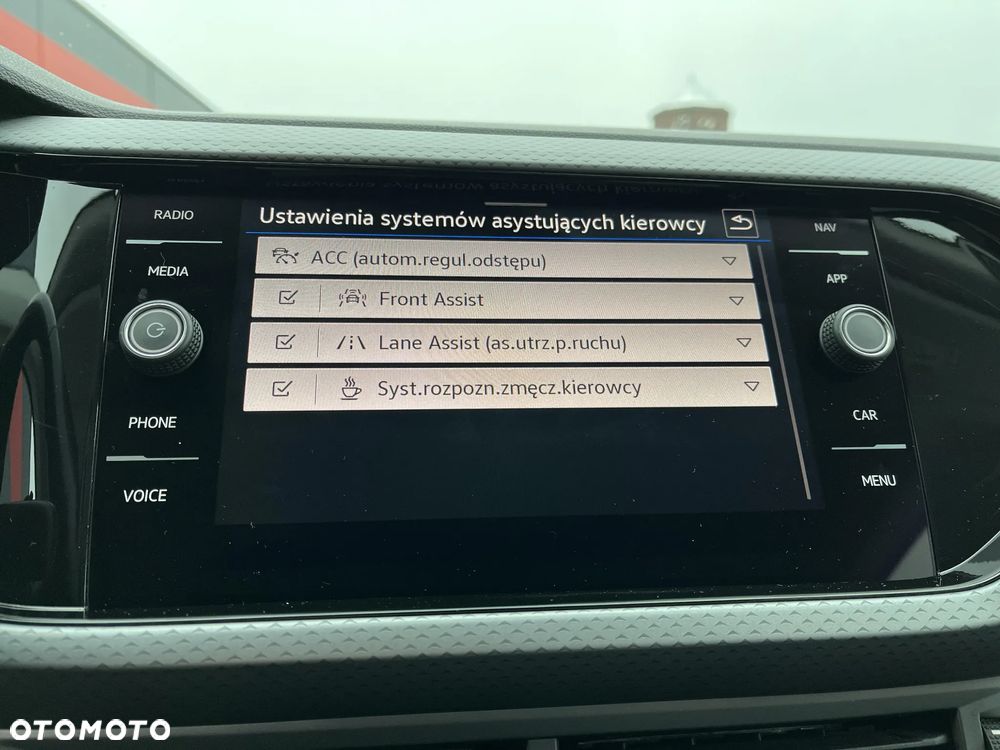 RADIO
MEDIA
PHONE
VOICE
Ustawienia systemów asystujących kierowcy
ACC (autom.regul.odstępu)
Front Assist
Lane Assist (as.utrz.p.ruchu)
Syst.rozpozn.zmęcz.kierowcy
NAV
APP
CAR
MENU
OTOMOTO